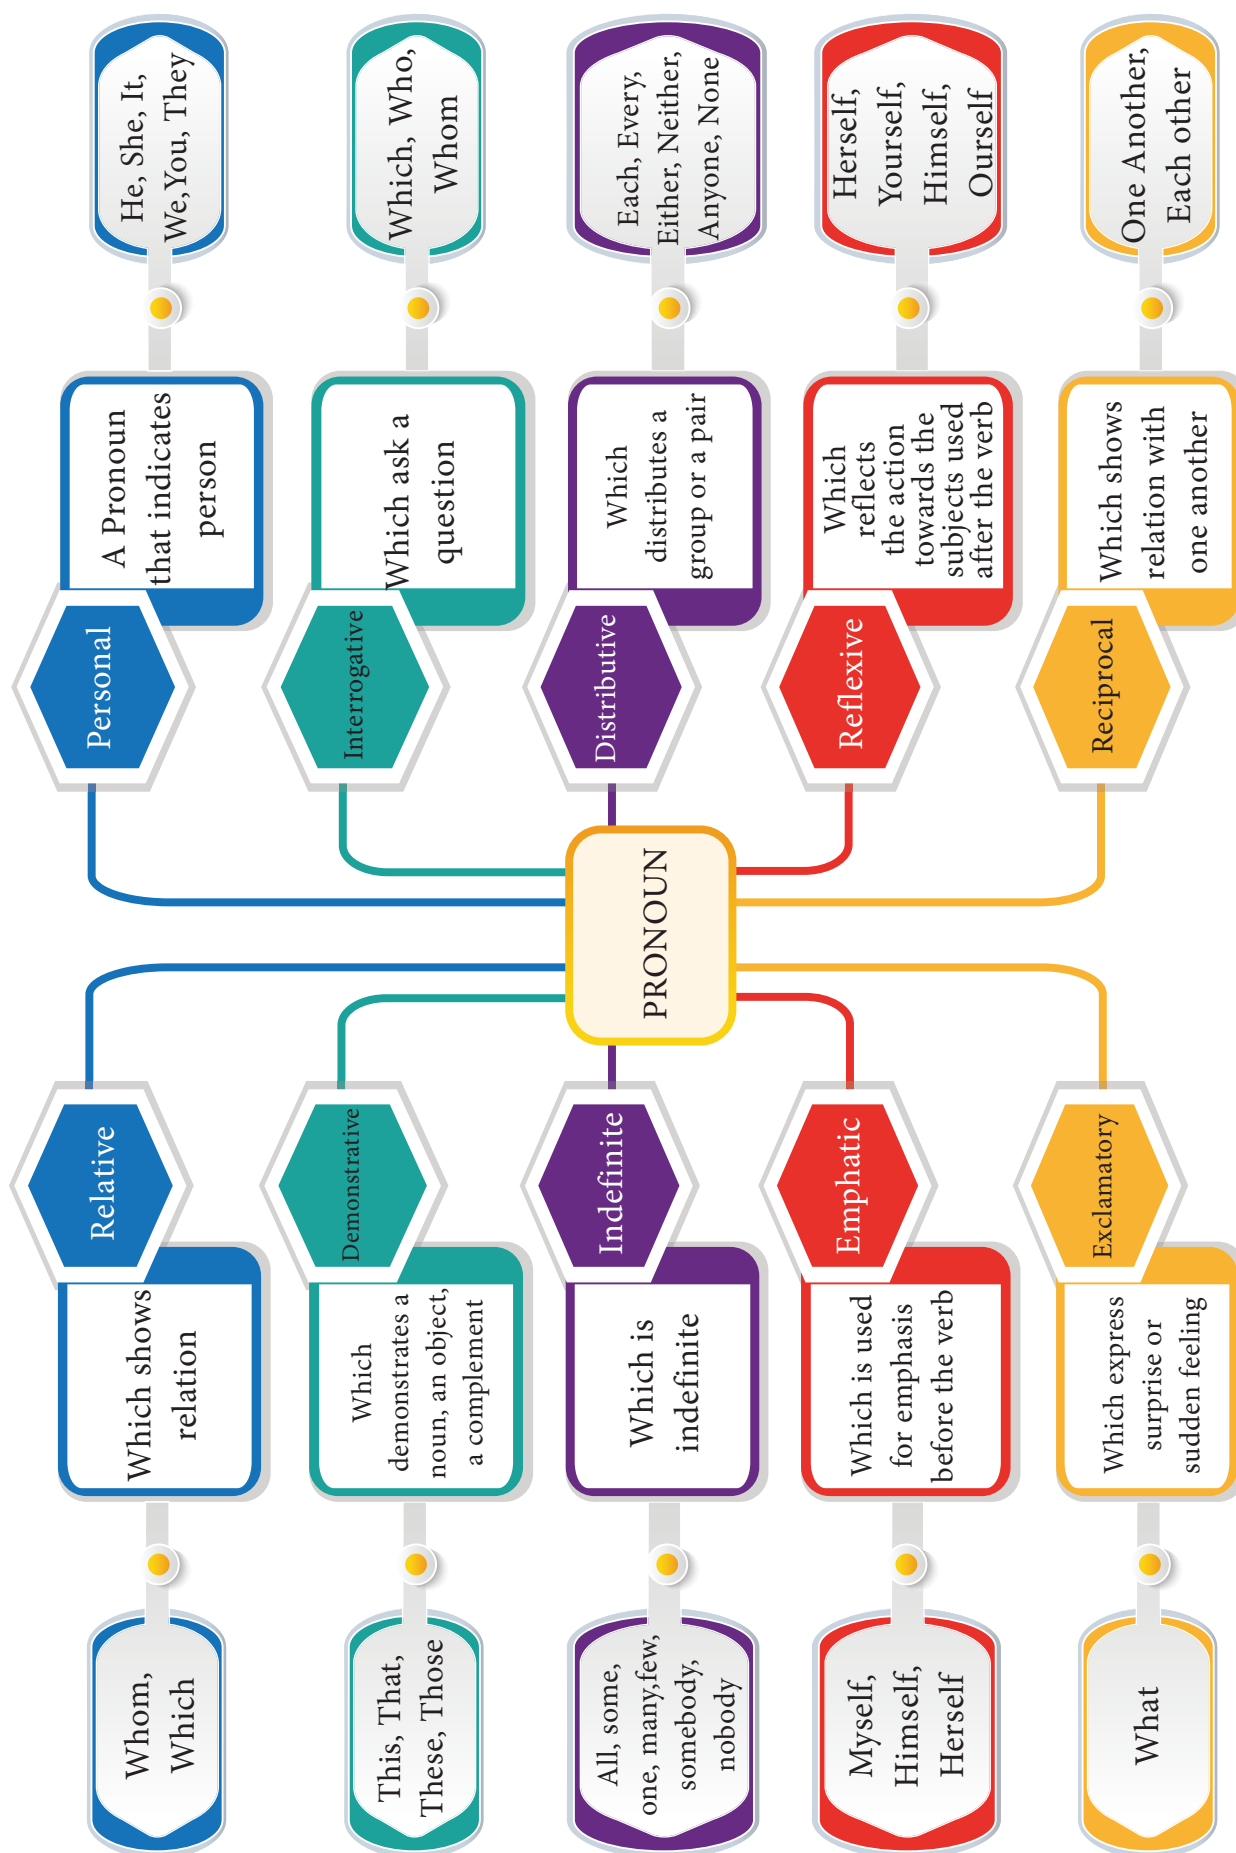 Whom,
Which
Which shows
relation
Relative
Personal
A Pronoun
that indicates
person
He, She, It,
We,You, They
This, That,
These, Those
Which
demonstrates a
noun, an object,
a complement
Demonstrative
Interrogative
Which ask a
question
Which, Who,
Whom
All, some,
one, many,few,
somebody,
nobody
Which is
indefinite
Indefinite
PRONOUN
Distributive
Which
distributes a
group or a pair
Each, Every,
Either, Neither,
Anyone, None
Myself,
Himself,
Herself
Which is used
for emphasis
before the verb
Emphatic
Reflexive
Which
reflects
the action
towards the
subjects used
after the verb
Herself,
Yourself,
Himself,
Ourself
What
Which express
surprise or
sudden feeling
Exclamatory
Reciprocal
Which shows
relation with
one another
One Another,
Each other